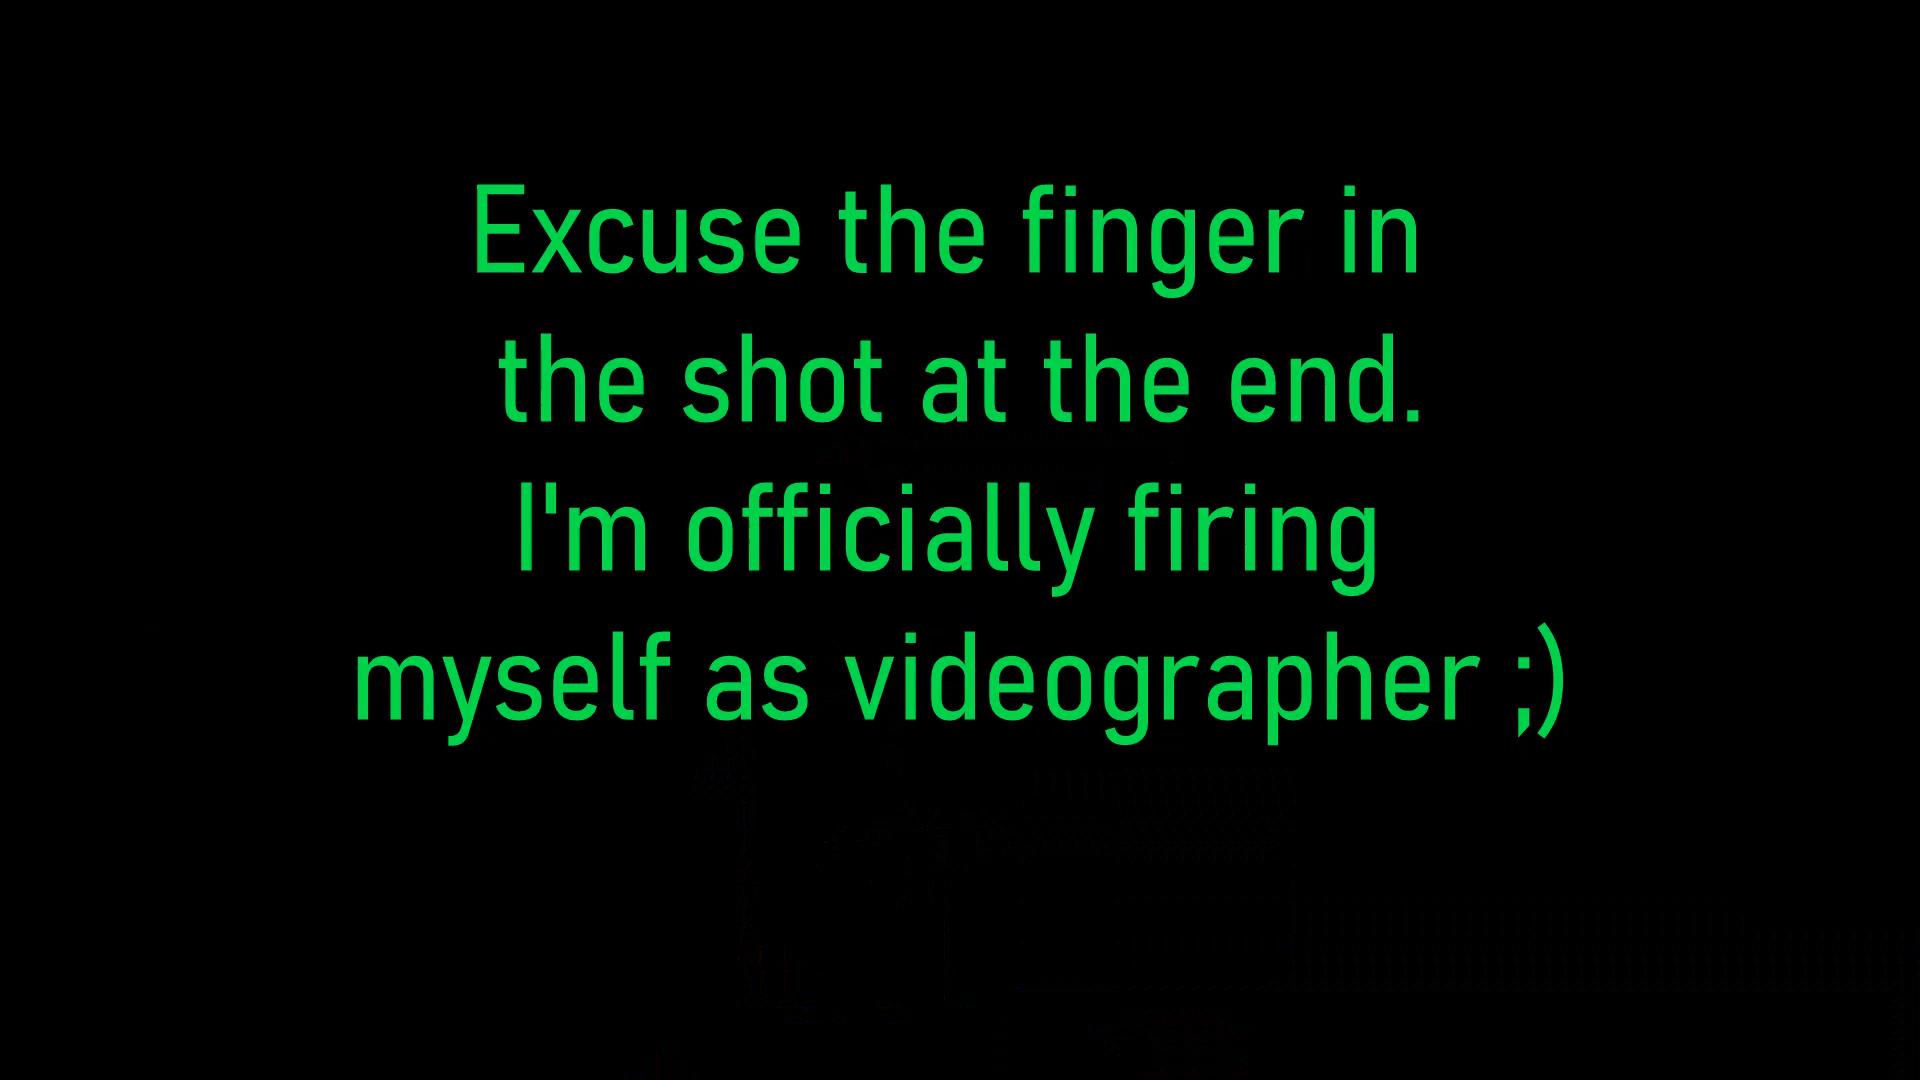 Excuse the finger in
the shot at the end.
I'm officially firing
myself as videographer ;)